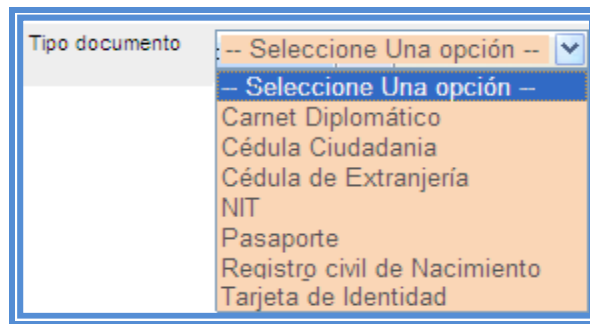 Tipo documento : -- Seleccione Una opción --
-- Seleccione Una opción --
Carnet Diplomático
Cédula Ciudadania
Cédula de Extranjería
NIT
Pasaporte
Registro civil de Nacimiento
Tarjeta de Identidad